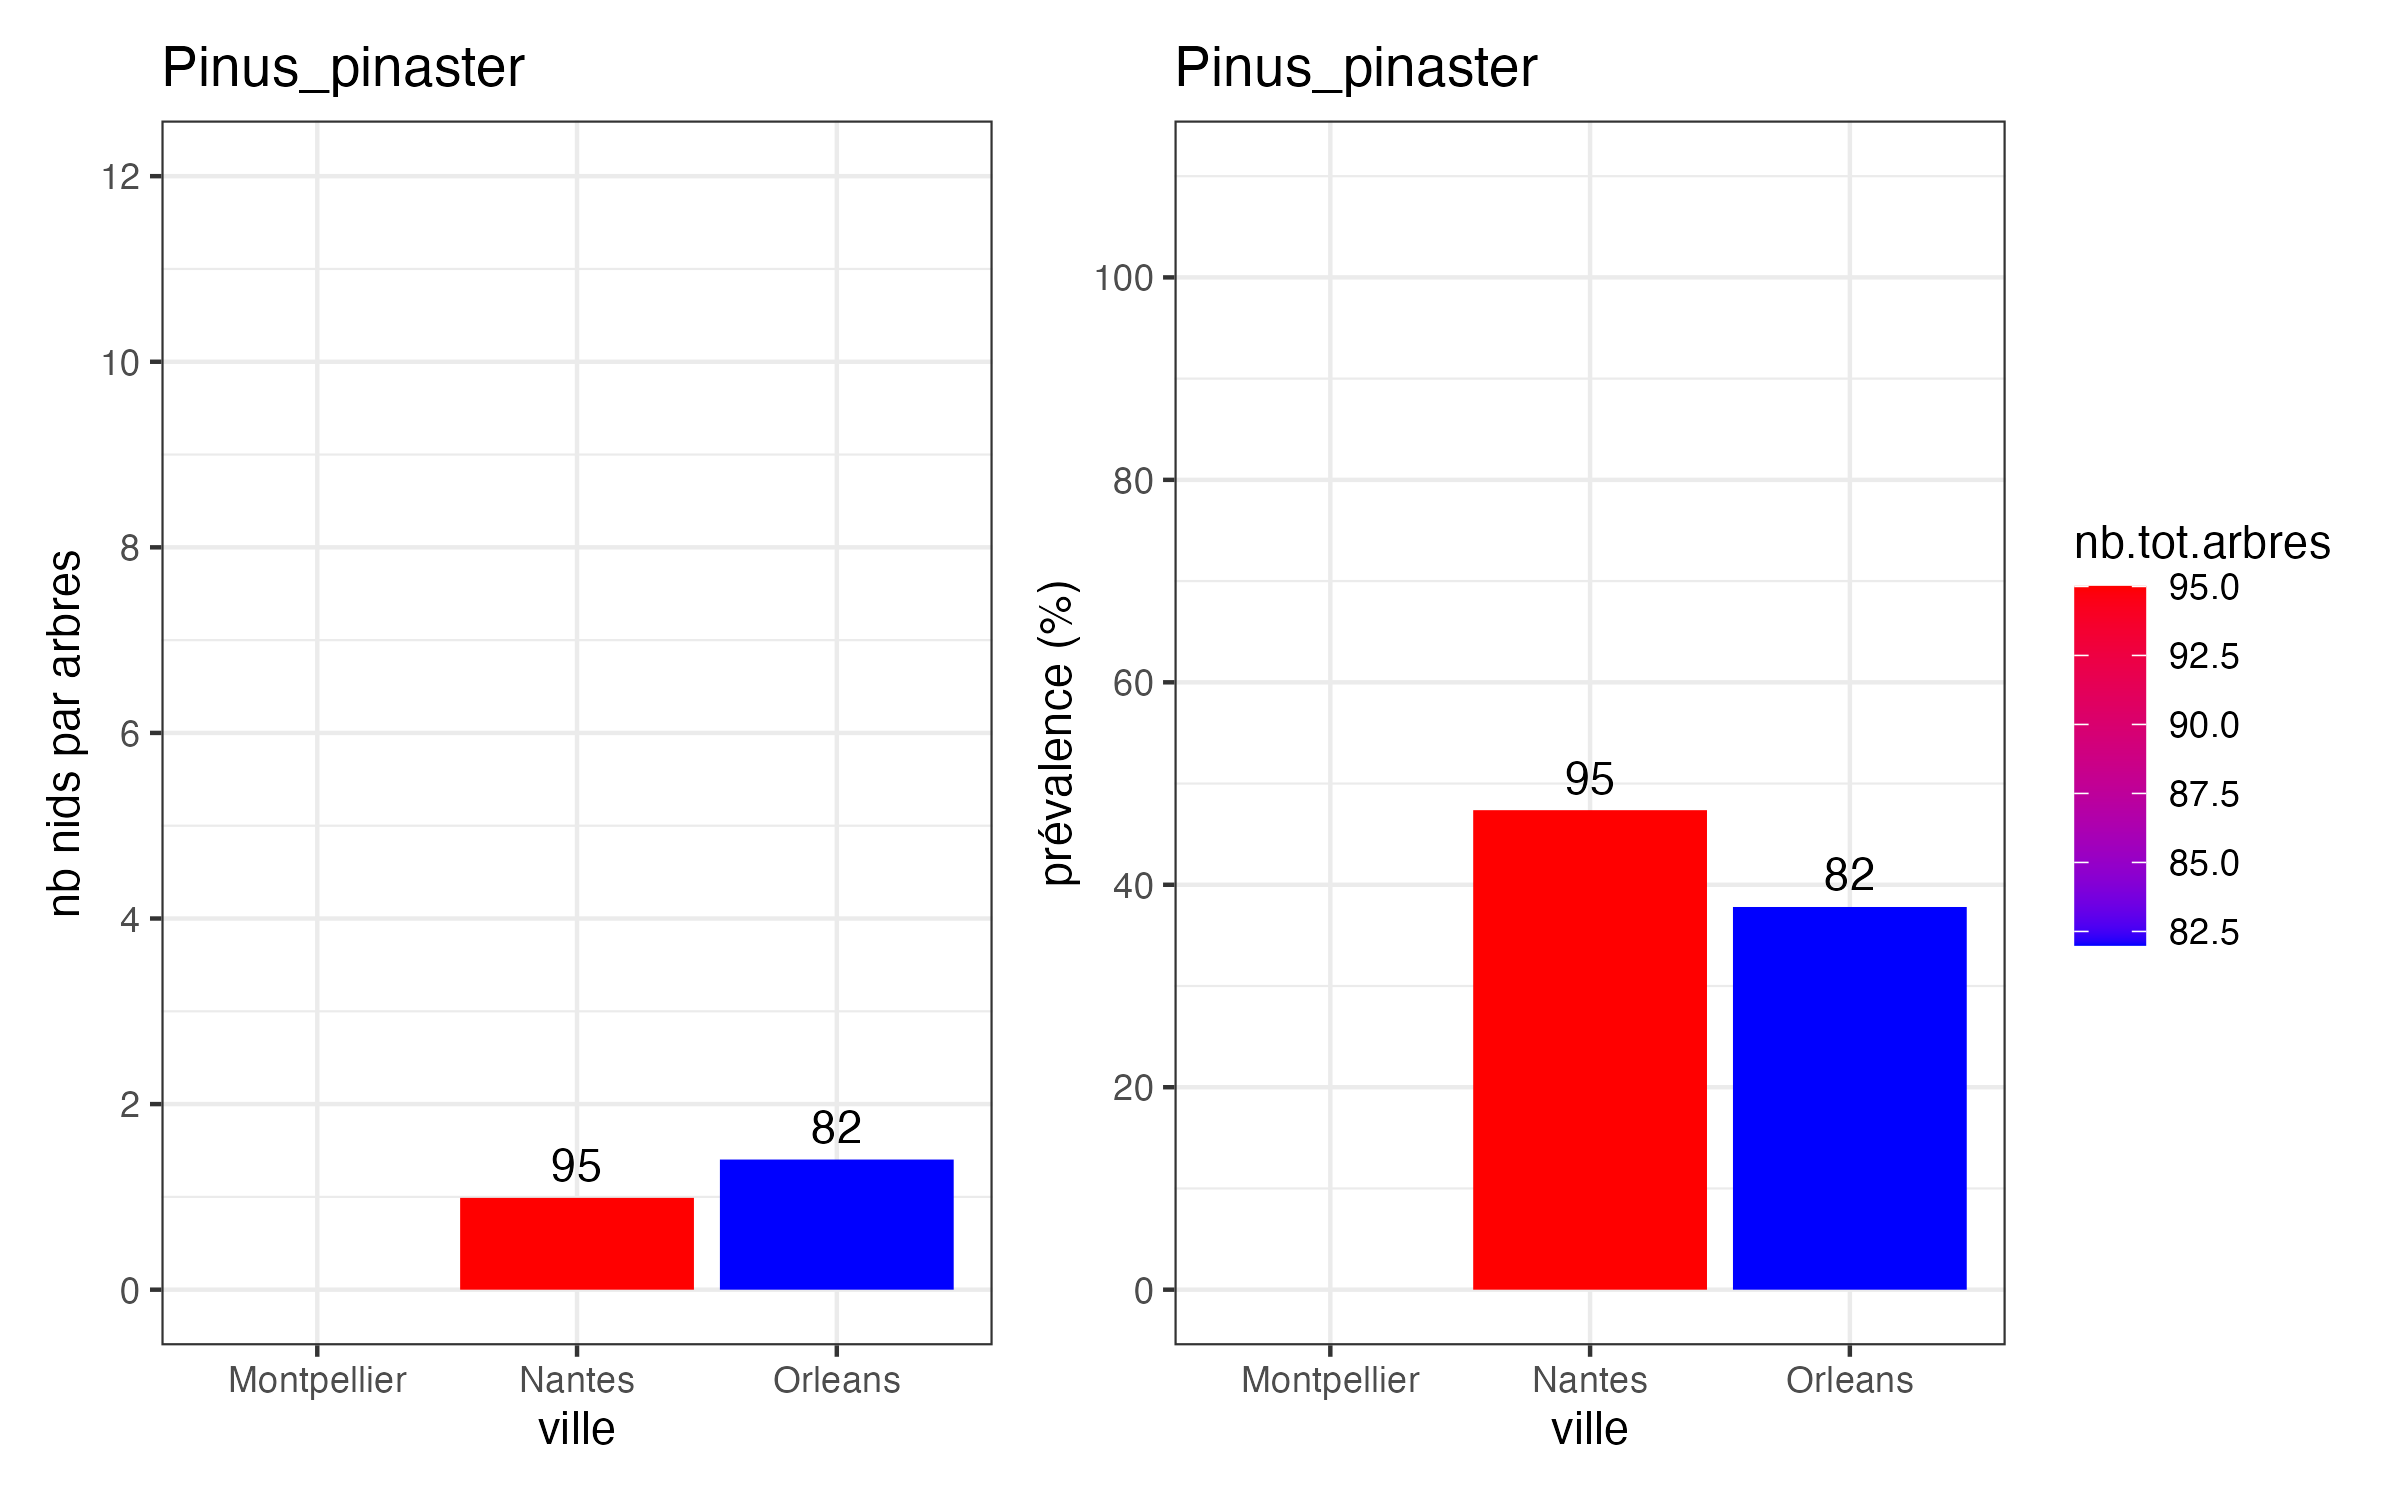 Pinus_pinaster
nb nids par arbres
12
10
8
6
4
2
0
95
82
Montpellier
Nantes
Orleans
ville
Pinus_pinaster
prévalence (%)
100
80
60
40
20
0
95
82
Montpellier
Nantes
Orleans
ville
nb.tot.arbres
95.0
92.5
90.0
87.5
85.0
82.5